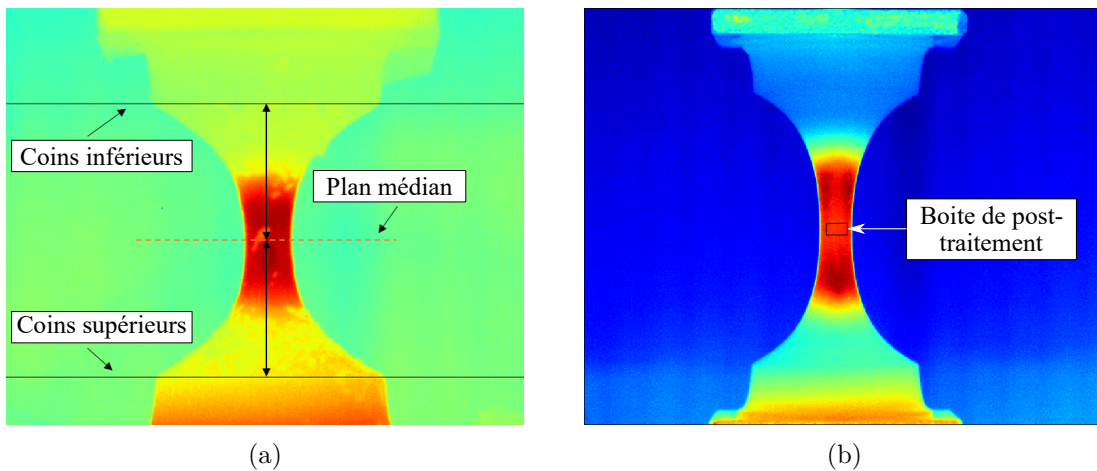 Coins inférieurs
Plan médian
Coins supérieurs
Boite de post-
traitement
(a)
(b)